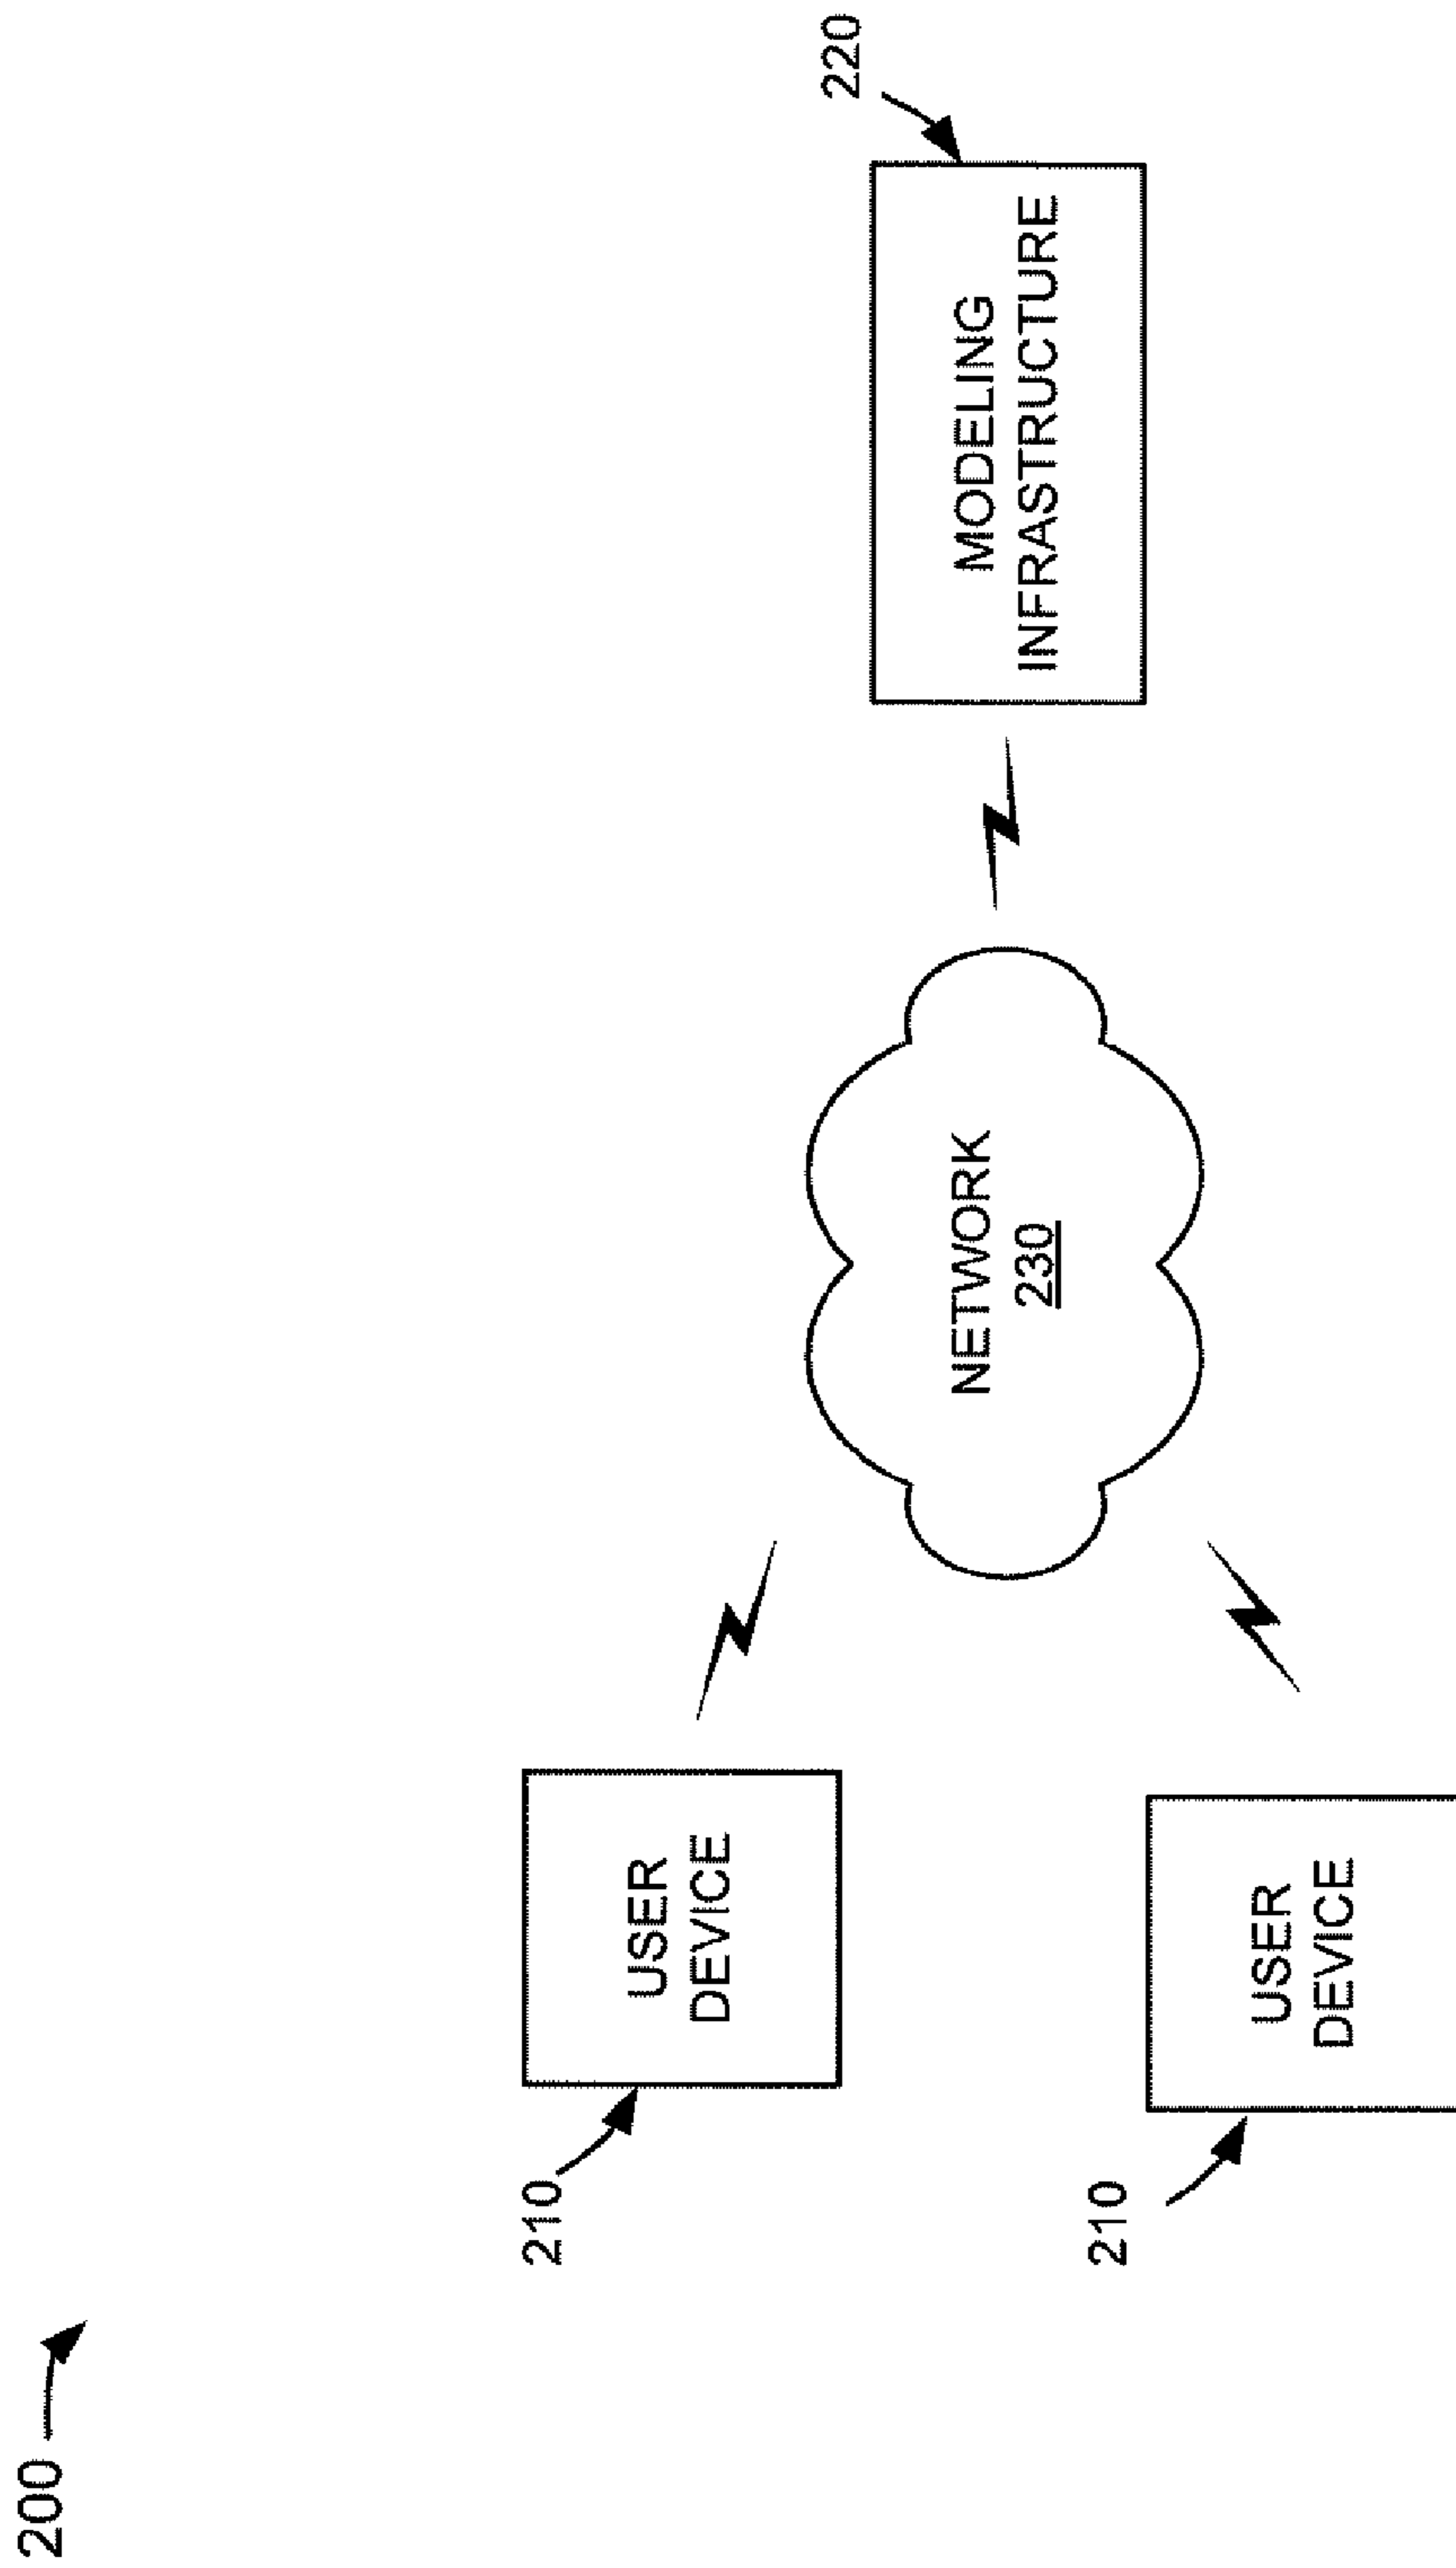 200
210
USER
DEVICE
210
USER
DEVICE
NETWORK
230
220
MODELING
INFRASTRUCTURE